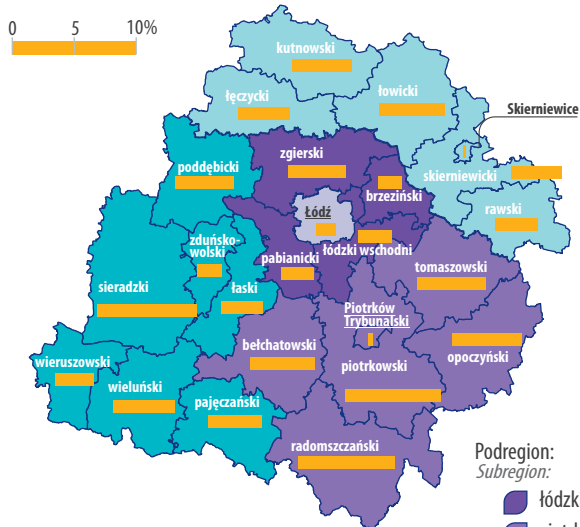 0 5 10%
kutnowski
łowicki
łęczycki
Skierniewice
zgierski
poddębicki
skierniewicki
brzeziński
rawski
Łódź
zduńsko-
wolski
łódzki wschodni
pabianicki
tomaszowski
sieradzki
łaski
Piotrków
Trybunalski
bełchatowski
wieruszowski
opoczyński
piotrkowski
wieluński
pajęczański
radomszczański
Podregion:
Subregion: